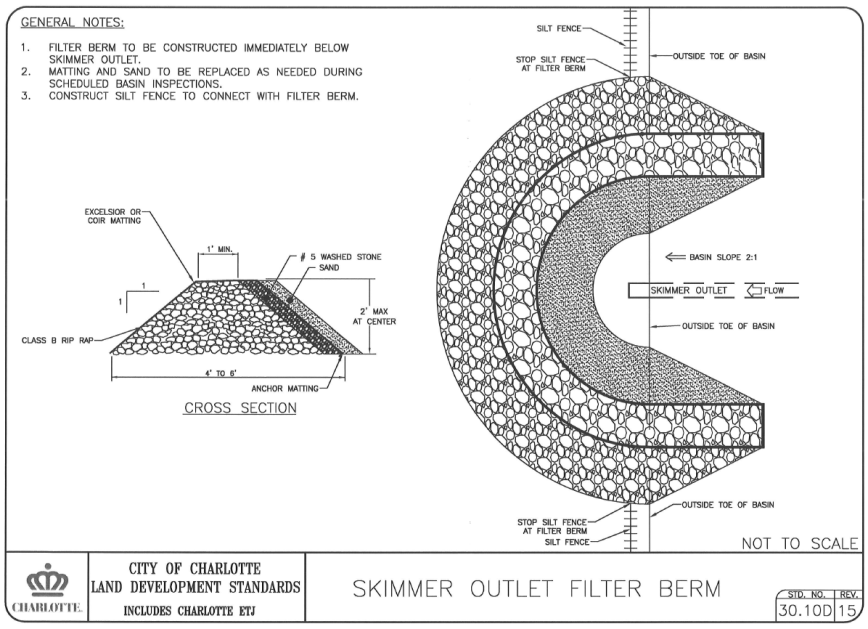 GENERAL NOTES:
1. FILTER BERM TO BE CONSTRUCTED IMMEDIATELY BELOW
SKIMMER OUTLET.
2. MATTING AND SAND TO BE REPLACED AS NEEDED DURING
SCHEDULED BASIN INSPECTIONS.
3. CONSTRUCT SILT FENCE TO CONNECT WITH FILTER BERM.
SILT FENCE
OUTSIDE TOE OF BASIN
STOP SILT FENCE
AT FILTER BERM
EXCELSIOR OR
COIR MATTING
1' MIN.
# 5 WASHED STONE
SAND
1
1
2' MAX
AT CENTER
CLASS B RIP RAP
4' TO 6'
ANCHOR MATTING
CROSS SECTION
BASIN SLOPE 2:1
SKIMMER OUTLET
FLOW
OUTSIDE TOE OF BASIN
OUTSIDE TOE OF BASIN
STOP SILT FENCE
AT FILTER BERM
SILT FENCE
NOT TO SCALE
CHARLOTTE.
CITY OF CHARLOTTE
LAND DEVELOPMENT STANDARDS
INCLUDES CHARLOTTE ETJ
SKIMMER OUTLET FILTER BERM
STD. NO. REV.
30.10D 15